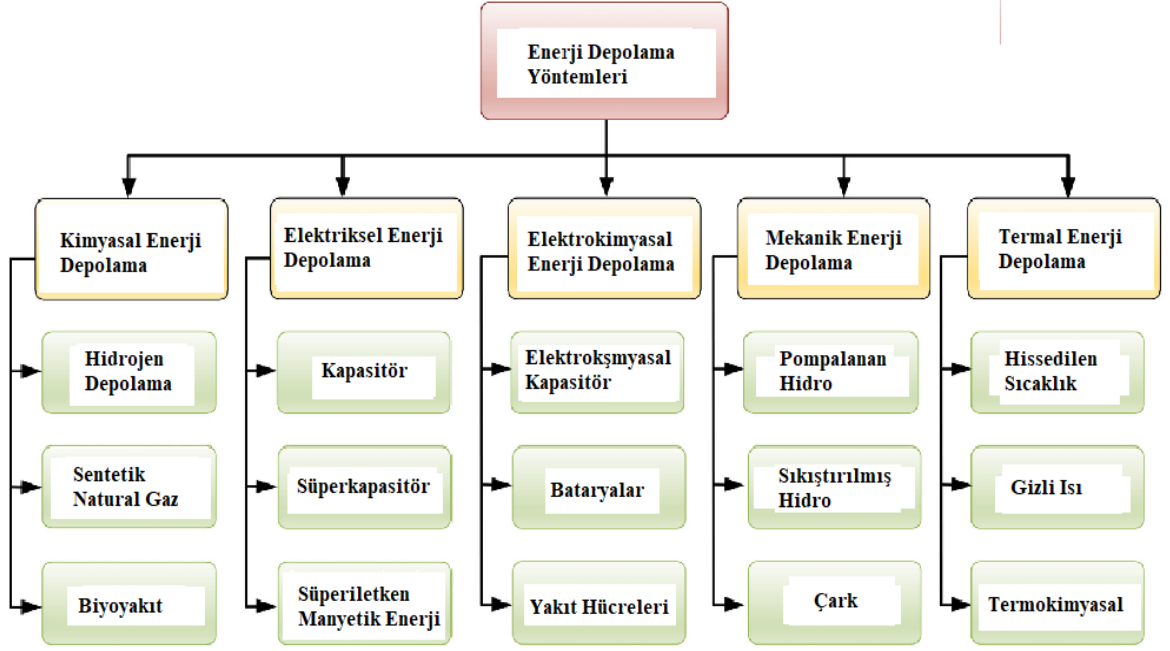 Enerji Depolama
Yöntemleri
Kimyasal Enerji
Depolama
Elektriksel Enerji
Depolama
Elektrokimyasal
Enerji Depolama
Mekanik Enerji
Depolama
Termal Enerji
Depolama
Hidrojen
Depolama
Kapasitör
Elektrokşmyasal
Kapasitör
Pompalanan
Hidro
Hissedilen
Sıcaklık
Sentetik
Natural Gaz
Süperkapasitör
Bataryalar
Sıkıştırılmış
Hidro
Gizli Isı
Biyoyakıt
Süperiletken
Manyetik Enerji
Yakıt Hücreleri
Çark
Termokimyasal